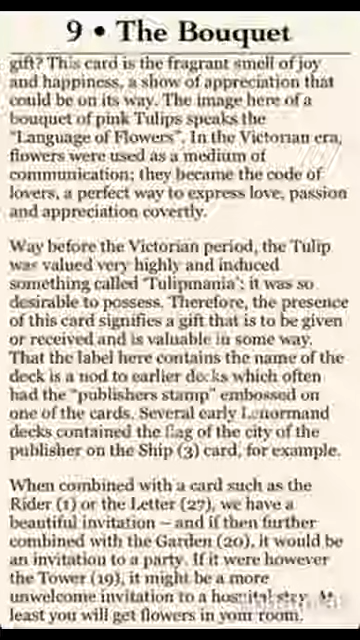 9 • The Bouquet
gift? This card is the fragrant smell of joy
and happiness, a show of appreciation that
could be on its way. The image here of a
bouquet of pink Tulips speaks the
"Language of Flowers". In the Victorian era,
flowers were used as a medium of
communication; they became the code of
lovers, a perfect way to express love, passion
and appreciation covertly.
Way before the Victorian period, the Tulip
was valued very highly and induced
something called 'Tulipmania'; it was so
desirable to possess. Therefore, the presence
of this card signifies a gift that is to be given
or received and is valuable in some way.
That the label here contains the name of the
deck is a nod to earlier decks which often
had the "publishers stamp" embossed on
one of the cards. Several early Lenormand
decks contained the flag of the city of the
publisher on the Ship (3) card, for example.
When combined with a card such as the
Rider (1) or the Letter (27), we have a
beautiful invitation – and if then further
combined with the Garden (20), it would be
an invitation to a party. If it were however
the Tower (19), it might be a more
unwelcome invitation to a hospital stay. At
least you will get flowers in your room.